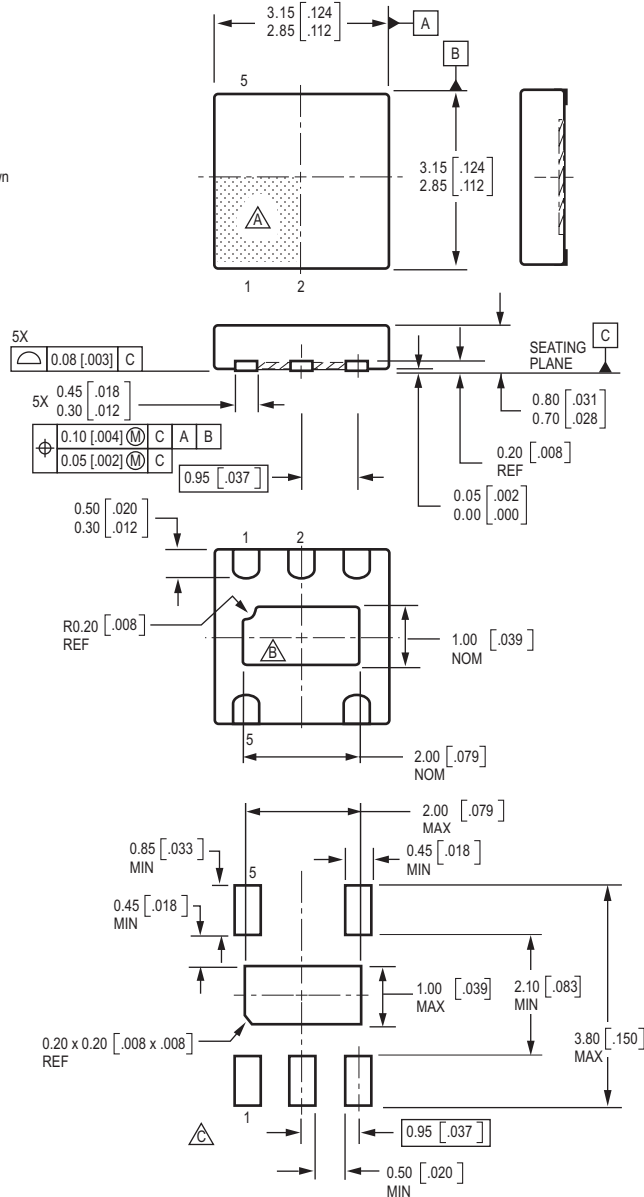 3.15 [.124]
2.85 [.112]
A
B
5
3.15 [.124]
2.85 [.112]
wn
A
1 2
5X
0.08 [.003] C
SEATING
PLANE
C
5X 0.45 [.018]
0.30 [.012]
0.80 [.031]
0.70 [.028]
0.10 [.004] Ⓜ C A B
0.05 [.002] Ⓜ C
0.20 [.008]
REF
0.95 [.037]
0.05 [.002]
0.00 [.000]
0.50 [.020]
0.30 [.012]
1 2
R0.20 [.008]
REF
B
1.00 [.039]
NOM
5
2.00 [.079]
NOM
2.00 [.079]
MAX
0.85 [.033]
MIN
5
0.45 [.018]
MIN
0.45 [.018]
MIN
1.00 [.039]
MAX
2.10 [.083]
MIN
0.20 x 0.20 [.008 x .008]
REF
3.80 [.150]
MAX
1
C
0.95 [.037]
0.50 [.020]
MIN